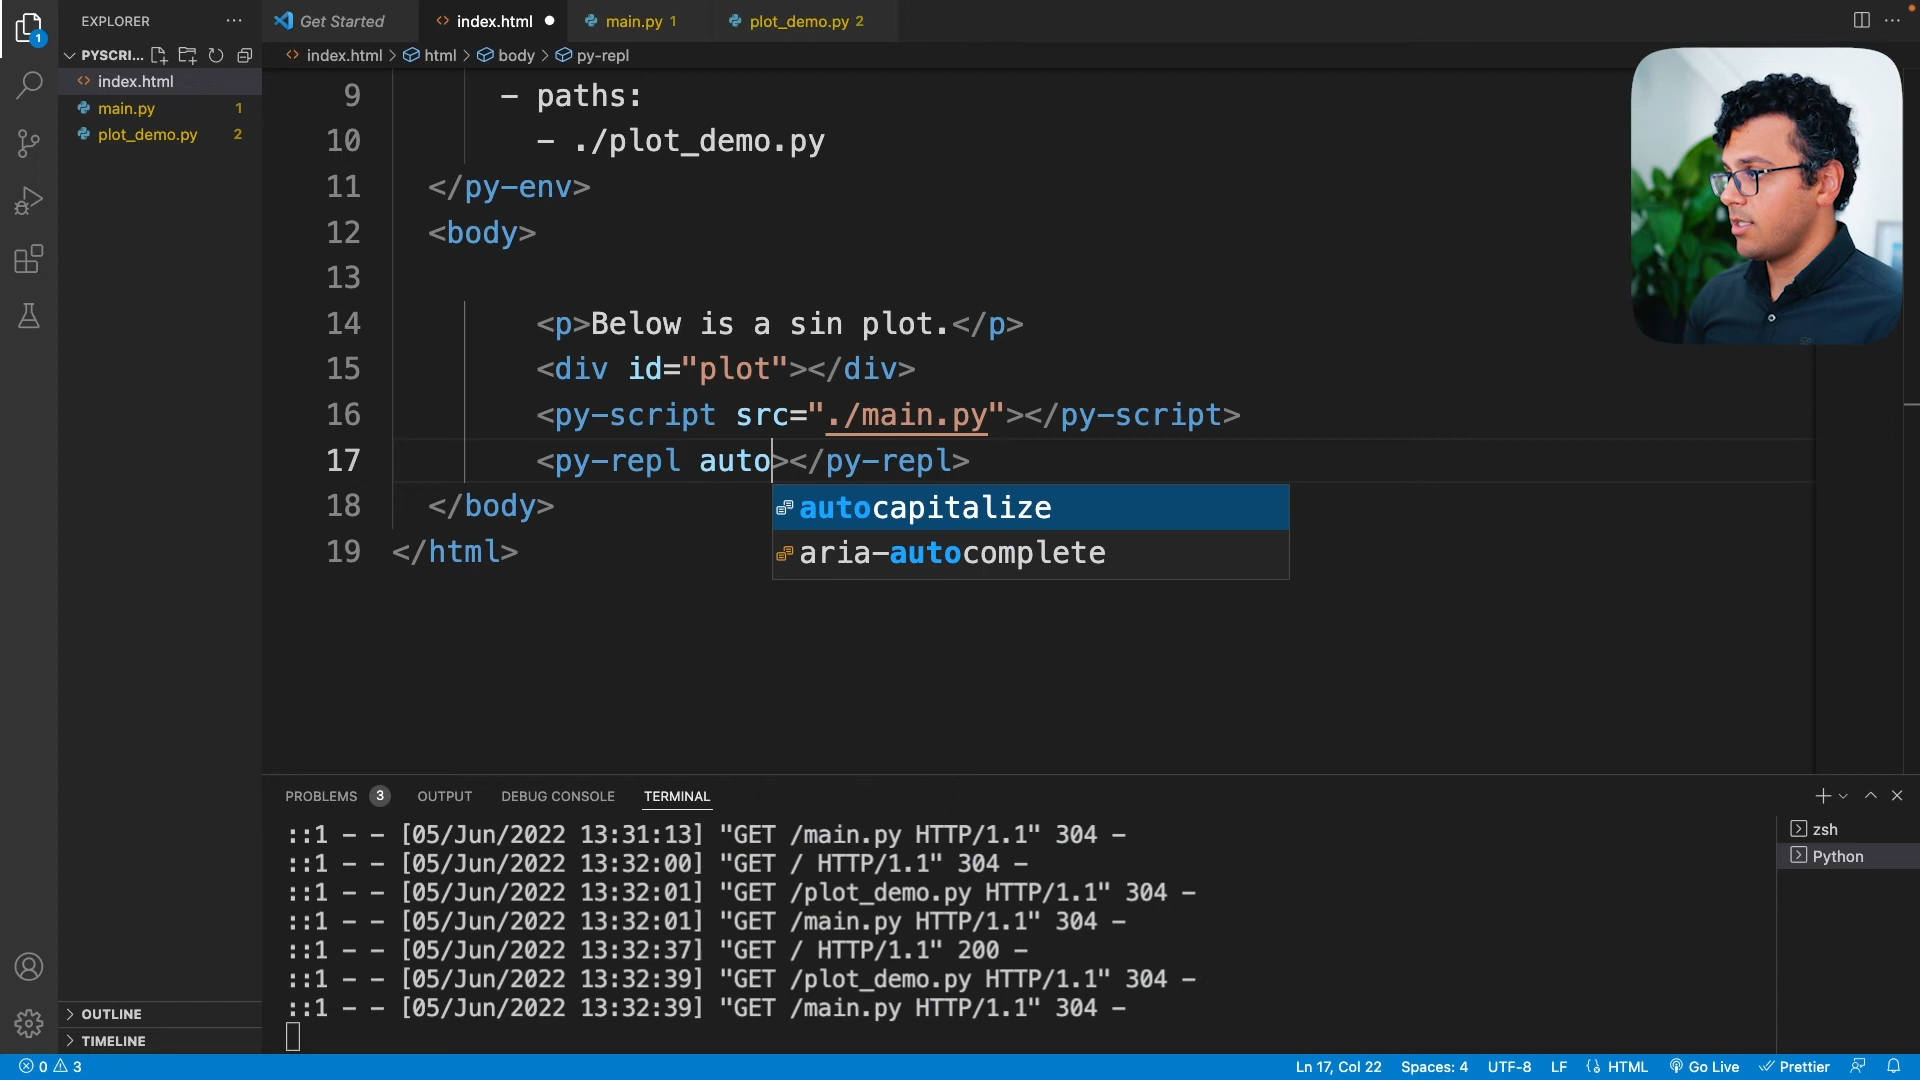 EXPLORER
Get Started
index.html
main.py 1
plot_demo.py 2
PYSCRI...
index.html > html > body > py-repl
1
index.html
main.py 1
plot_demo.py 2
9 - paths:
10 - ./plot_demo.py
11 </py-env>
12 <body>
13
14 <p>Below is a sin plot.</p>
15 <div id="plot"></div>
16 <py-script src="./main.py"></py-script>
17 <py-repl auto></py-repl>
autocapitalize
aria-autocomplete
18 </body>
19 </html>
PROBLEMS 3 OUTPUT DEBUG CONSOLE TERMINAL
::1 - - [05/Jun/2022 13:31:13] "GET /main.py HTTP/1.1" 304 -
::1 - - [05/Jun/2022 13:32:00] "GET / HTTP/1.1" 304 -
::1 - - [05/Jun/2022 13:32:01] "GET /plot_demo.py HTTP/1.1" 304 -
::1 - - [05/Jun/2022 13:32:01] "GET /main.py HTTP/1.1" 304 -
::1 - - [05/Jun/2022 13:32:37] "GET / HTTP/1.1" 200 -
::1 - - [05/Jun/2022 13:32:39] "GET /plot_demo.py HTTP/1.1" 304 -
::1 - - [05/Jun/2022 13:32:39] "GET /main.py HTTP/1.1" 304 -
zsh
Python
OUTLINE
TIMELINE
0 3
Ln 17, Col 22 Spaces: 4 UTF-8 LF HTML Go Live Prettier